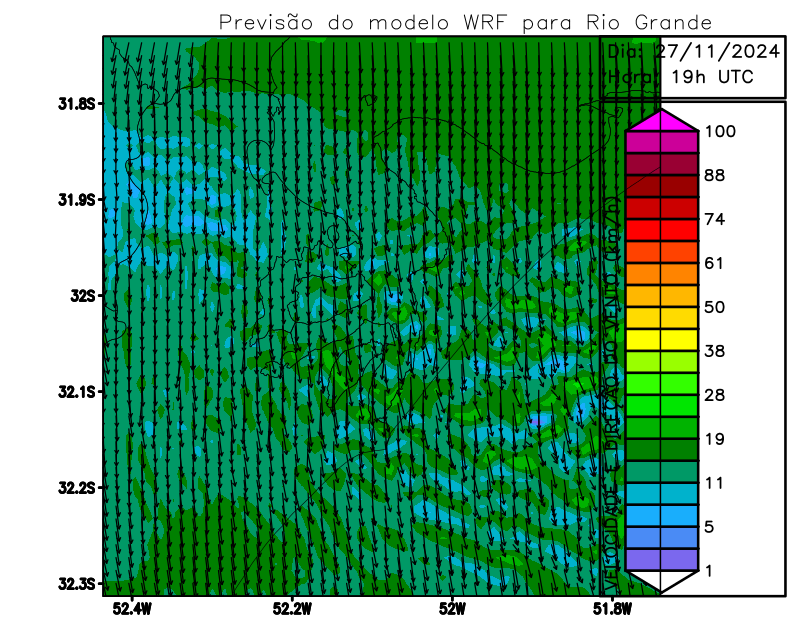 Previsão do modelo WRF para Rio Grande
Dia: 27/11/2024
Hora: 19h UTC
31.8S
31.9S
32S
32.1S
32.2S
32.3S
52.4W
52.2W
52W
51.8W
VELOCIDADE E DIREÇÃO DO VENTO (km/h)
100
88
74
61
50
38
28
19
11
5
1